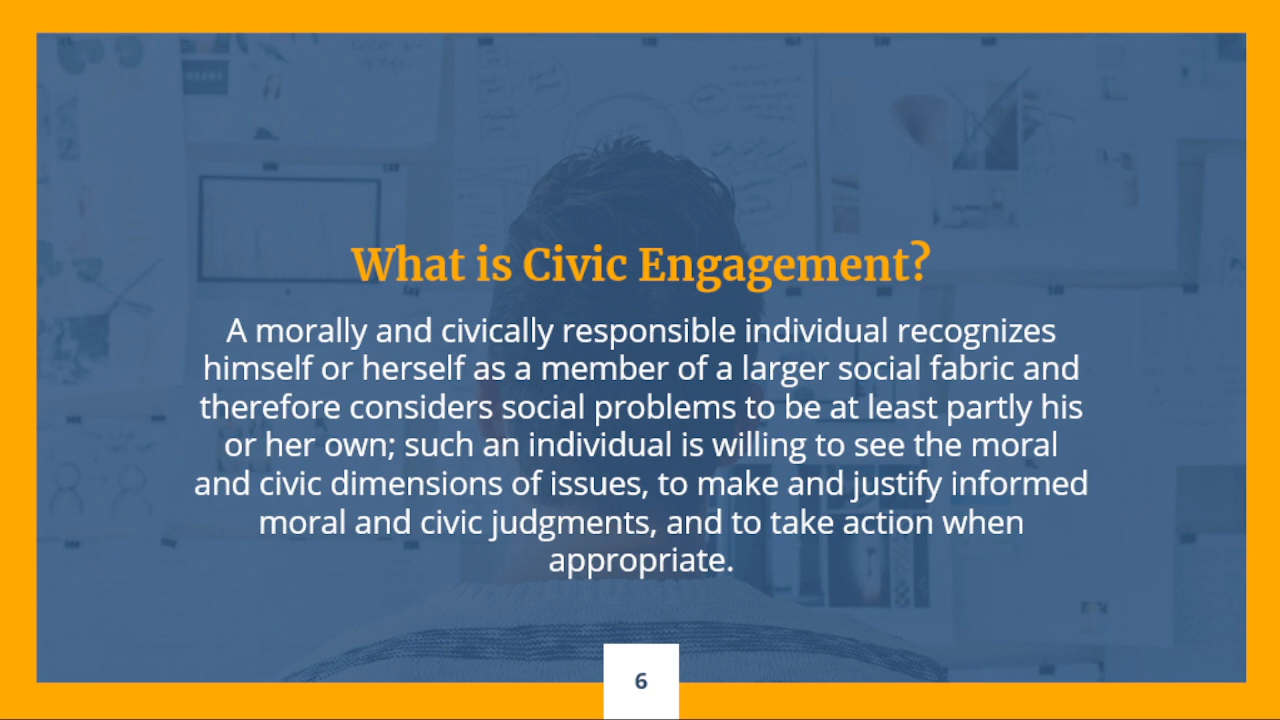 What is Civic Engagement?
A morally and civically responsible individual recognizes
himself or herself as a member of a larger social fabric and
therefore considers social problems to be at least partly his
or her own; such an individual is willing to see the moral
and civic dimensions of issues, to make and justify informed
moral and civic judgments, and to take action when
appropriate.
6